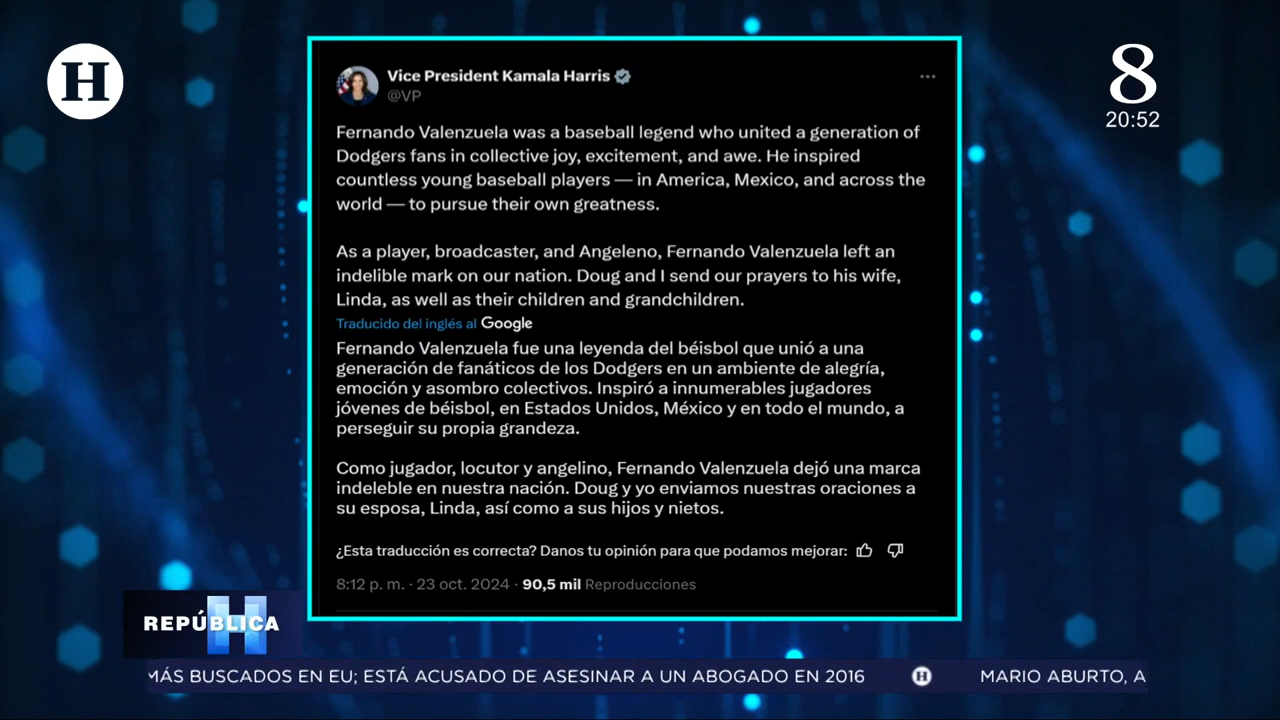 H
8
20:52
Vice President Kamala Harris
@VP
Fernando Valenzuela was a baseball legend who united a generation of
Dodgers fans in collective joy, excitement, and awe. He inspired
countless young baseball players — in America, Mexico, and across the
world — to pursue their own greatness.
As a player, broadcaster, and Angeleno, Fernando Valenzuela left an
indelible mark on our nation. Doug and I send our prayers to his wife,
Linda, as well as their children and grandchildren.
Traducido del inglés al Google
Fernando Valenzuela fue una leyenda del béisbol que unió a una
generación de fanáticos de los Dodgers en un ambiente de alegría,
emoción y asombro colectivos. Inspiró a innumerables jugadores
jóvenes de béisbol, en Estados Unidos, México y en todo el mundo, a
perseguir su propia grandeza.
Como jugador, locutor y angelino, Fernando Valenzuela dejó una marca
indeleble en nuestra nación. Doug y yo enviamos nuestras oraciones a
su esposa, Linda, así como a sus hijos y nietos.
¿Esta traducción es correcta? Danos tu opinión para que podamos mejorar:
8:12 p. m. · 23 oct. 2024 · 90,5 mil Reproducciones
REPÚBLICA H
MÁS BUSCADOS EN EU; ESTÁ ACUSADO DE ASESINAR A UN ABOGADO EN 2016 H MARIO ABURTO, A